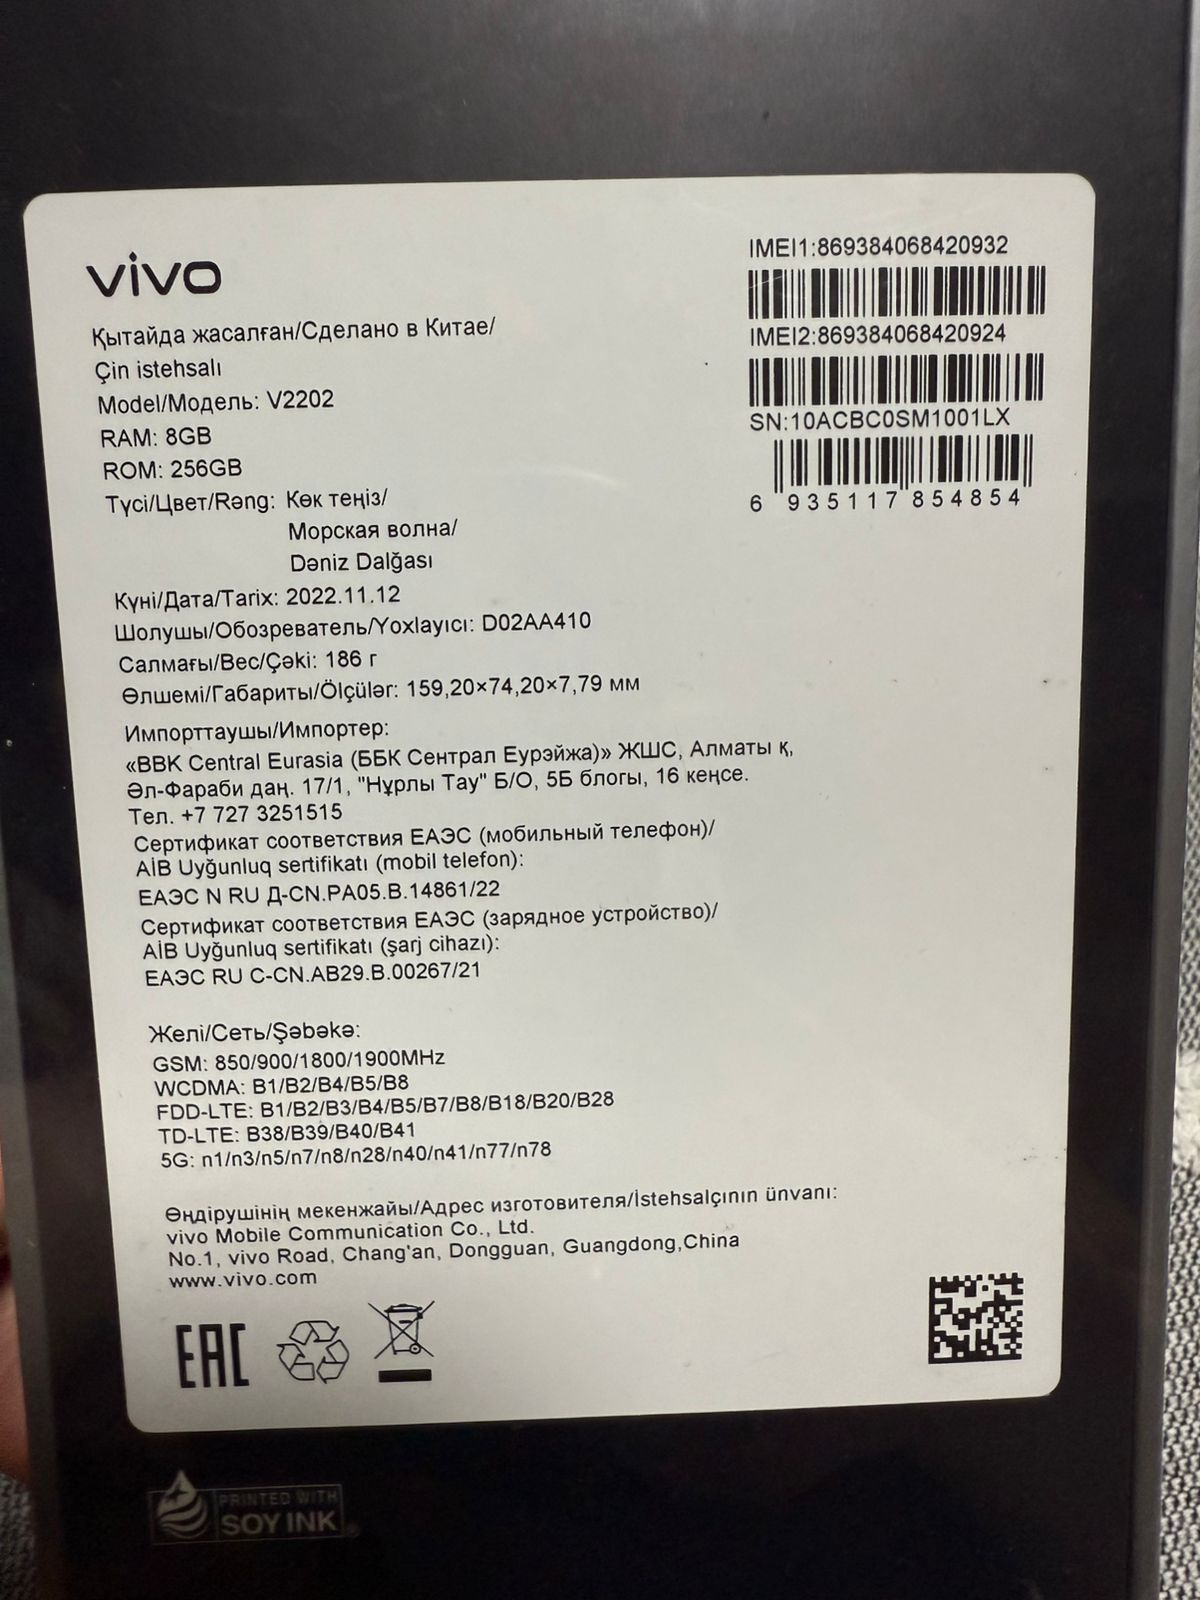 vivo
Қытайда жасалған/Сделано в Китае/
Çin istehsalı
Model/Модель: V2202
RAM: 8GB
ROM: 256GB
Түсі/Цвет/Rəng: Көк теңіз/
Морская волна/
Dəniz Dalğası
Күні/Дата/Tarix: 2022.11.12
Шолушы/Обозреватель/Yoxlayıcı: D02AA410
Салмағы/Вес/Çəki: 186 г
Өлшемі/Габариты/Ölçülər: 159,20×74,20×7,79 мм
Импорттаушы/Импортер:
«BBK Central Eurasia (ББК Сентрал Еурэйжа)» ЖШС, Алматы қ,
Әл-Фараби даң. 17/1, "Нұрлы Тау" Б/О, 5Б блогы, 16 кеңсе.
Тел. +7 727 3251515
Сертификат соответствия ЕАЭС (мобильный телефон)/
AİB Uyğunluq sertifikatı (mobil telefon):
ЕАЭС N RU Д-CN.РА05.В.14861/22
Сертификат соответствия ЕАЭС (зарядное устройство)/
AİB Uyğunluq sertifikatı (şarj cihazı):
ЕАЭС RU С-CN.АВ29.В.00267/21
Желі/Сеть/Şəbəkə:
GSM: 850/900/1800/1900MHz
WCDMA: B1/B2/B4/B5/B8
FDD-LTE: B1/B2/B3/B4/B5/B7/B8/B18/B20/B28
TD-LTE: B38/B39/B40/B41
5G: n1/n3/n5/n7/n8/n28/n40/n41/n77/n78
Өңдірушінің мекенжайы/Адрес изготовителя/İstehsalçının ünvanı:
vivo Mobile Communication Co., Ltd.
No.1, vivo Road, Chang'an, Dongguan, Guangdong,China
www.vivo.com
EAC
IMEI1:869384068420932
IMEI2:869384068420924
SN:10ACBC0SM1001LX
6 935117 854854
PRINTED WITH
SOY INK